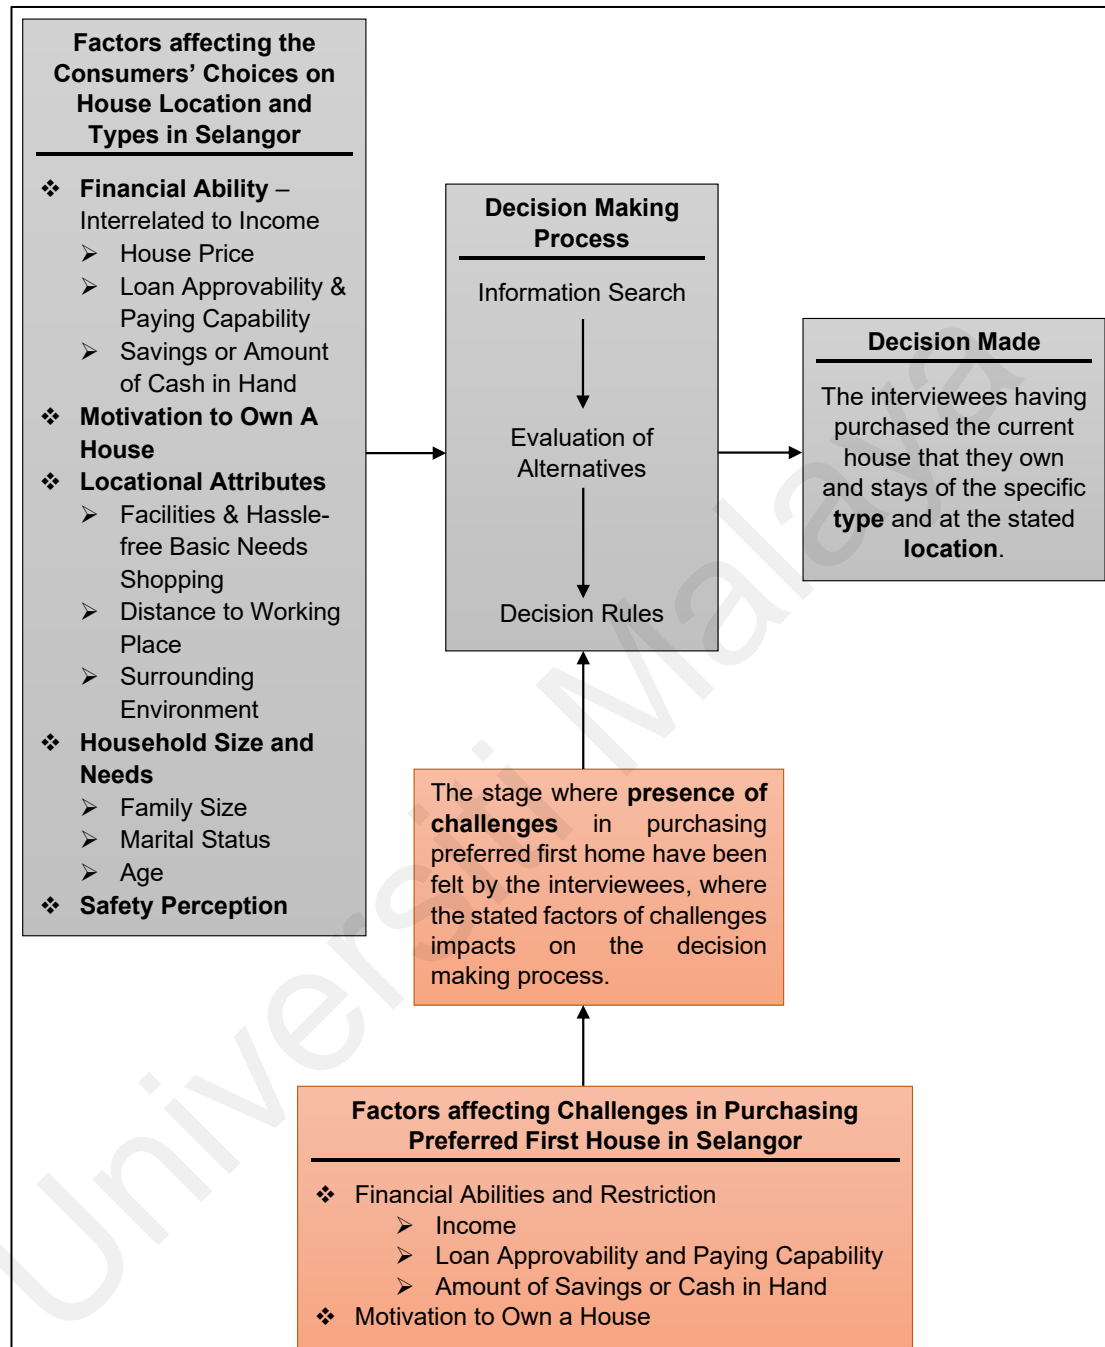 Factors affecting the
Consumers’ Choices on
House Location and
Types in Selangor
❖ Financial Ability –
Interrelated to Income
➢ House Price
➢ Loan Approvability &
Paying Capability
➢ Savings or Amount
of Cash in Hand
❖ Motivation to Own A
House
❖ Locational Attributes
➢ Facilities & Hassle-
free Basic Needs
Shopping
➢ Distance to Working
Place
➢ Surrounding
Environment
❖ Household Size and
Needs
➢ Family Size
➢ Marital Status
➢ Age
❖ Safety Perception
Decision Making
Process
Information Search
Evaluation of
Alternatives
Decision Rules
Decision Made
The interviewees having
purchased the current
house that they own
and stays of the specific
type and at the stated
location.
The stage where presence of
challenges in purchasing
preferred first home have been
felt by the interviewees, where
the stated factors of challenges
impacts on the decision
making process.
Factors affecting Challenges in Purchasing
Preferred First House in Selangor
❖ Financial Abilities and Restriction
➢ Income
➢ Loan Approvability and Paying Capability
➢ Amount of Savings or Cash in Hand
❖ Motivation to Own a House
Universiti Malaya